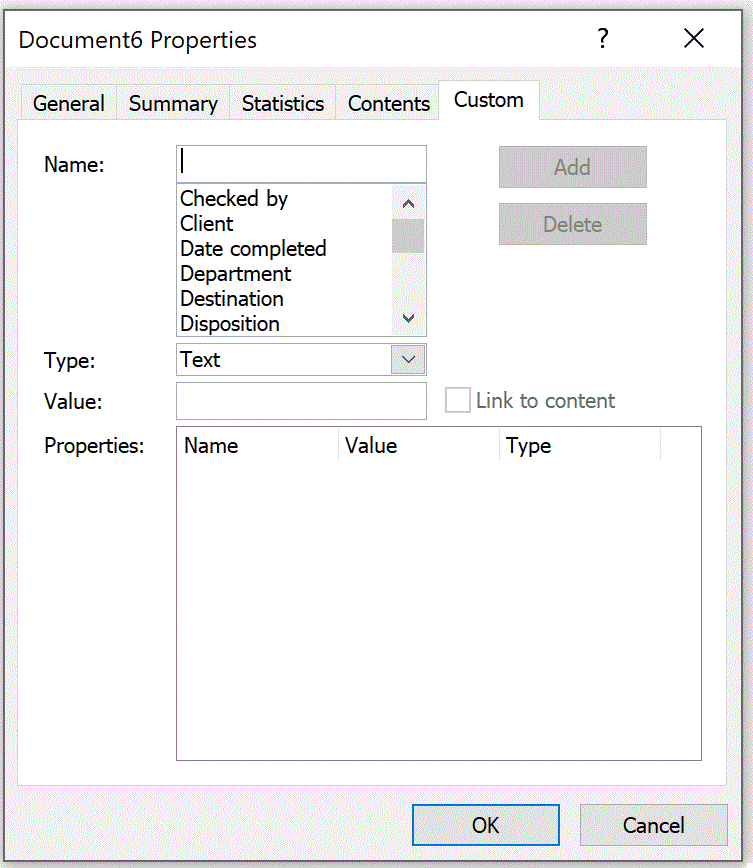 Document6 Properties ?
General Summary Statistics Contents Custom
Name: Add
Checked by Delete
Client
Date completed
Department
Destination
Disposition
Type: Text
Value: Link to content
Properties: Name Value Type
OK Cancel